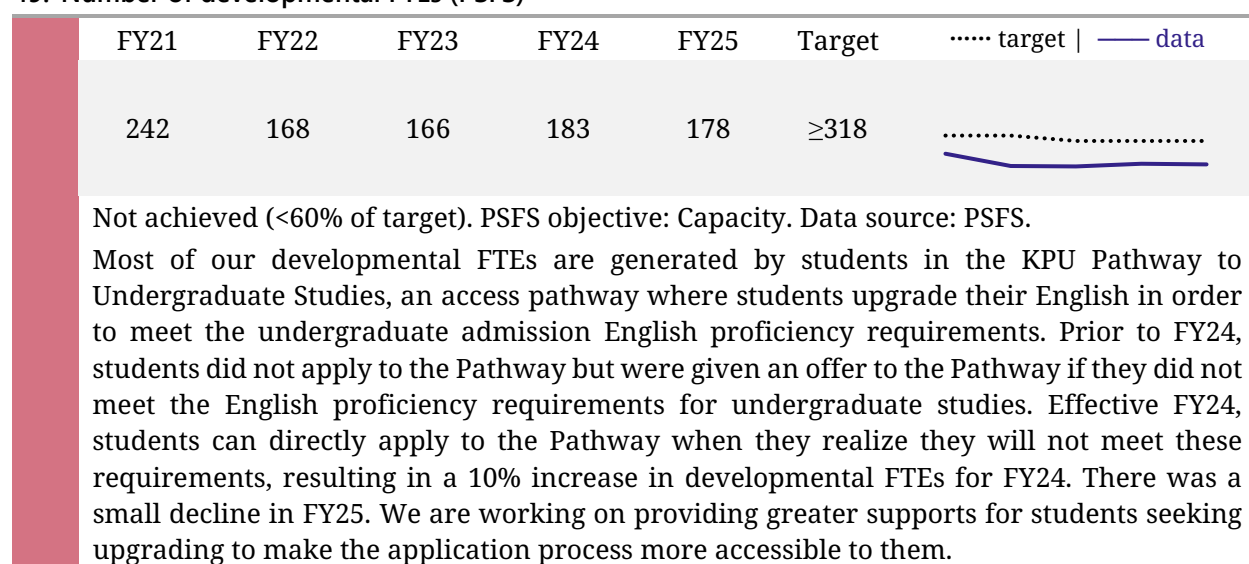 FY21 FY22 FY23 FY24 FY25 Target ······ target | —— data
242 168 166 183 178 ≥318
Not achieved (<60% of target). PSFS objective: Capacity. Data source: PSFS.
Most of our developmental FTEs are generated by students in the KPU Pathway to
Undergraduate Studies, an access pathway where students upgrade their English in order
to meet the undergraduate admission English proficiency requirements. Prior to FY24,
students did not apply to the Pathway but were given an offer to the Pathway if they did not
meet the English proficiency requirements for undergraduate studies. Effective FY24,
students can directly apply to the Pathway when they realize they will not meet these
requirements, resulting in a 10% increase in developmental FTEs for FY24. There was a
small decline in FY25. We are working on providing greater supports for students seeking
upgrading to make the application process more accessible to them.